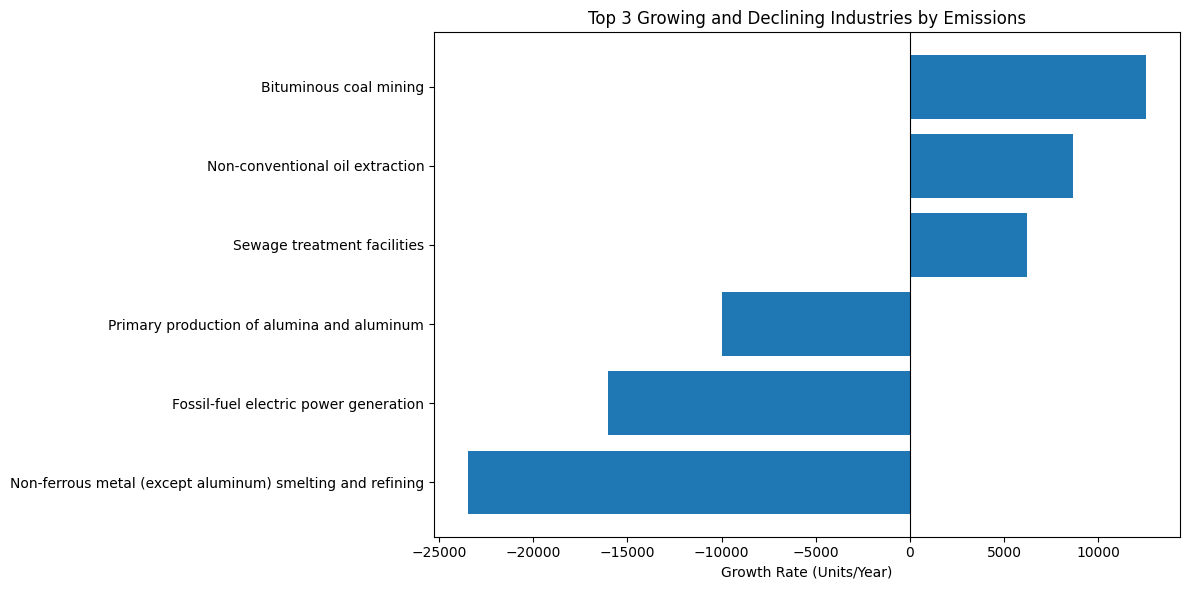 Top 3 Growing and Declining Industries by Emissions
Bituminous coal mining
Non-conventional oil extraction
Sewage treatment facilities
Primary production of alumina and aluminum
Fossil-fuel electric power generation
Non-ferrous metal (except aluminum) smelting and refining
−25000 −20000 −15000 −10000 −5000 0 5000 10000
Growth Rate (Units/Year)